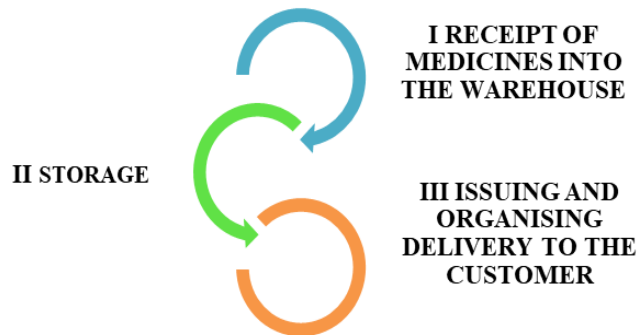 I RECEIPT OF
MEDICINES INTO
THE WAREHOUSE
II STORAGE
III ISSUING AND
ORGANISING
DELIVERY TO THE
CUSTOMER